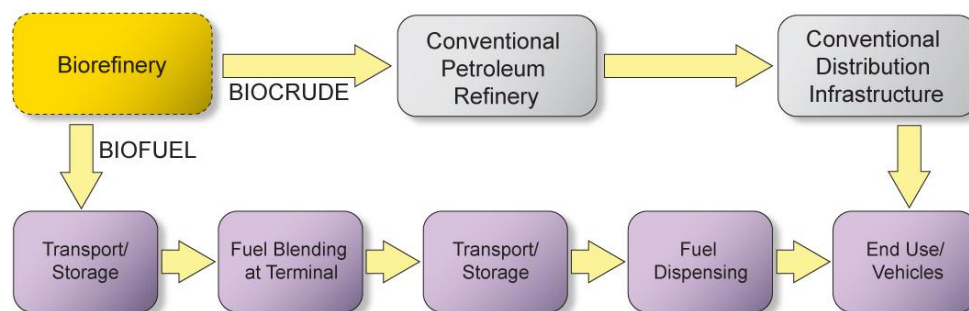 Biorefinery
BIOCRUDE
Conventional
Petroleum
Refinery
Conventional
Distribution
Infrastructure
BIOFUEL
Transport/
Storage
Fuel Blending
at Terminal
Transport/
Storage
Fuel
Dispensing
End Use/
Vehicles